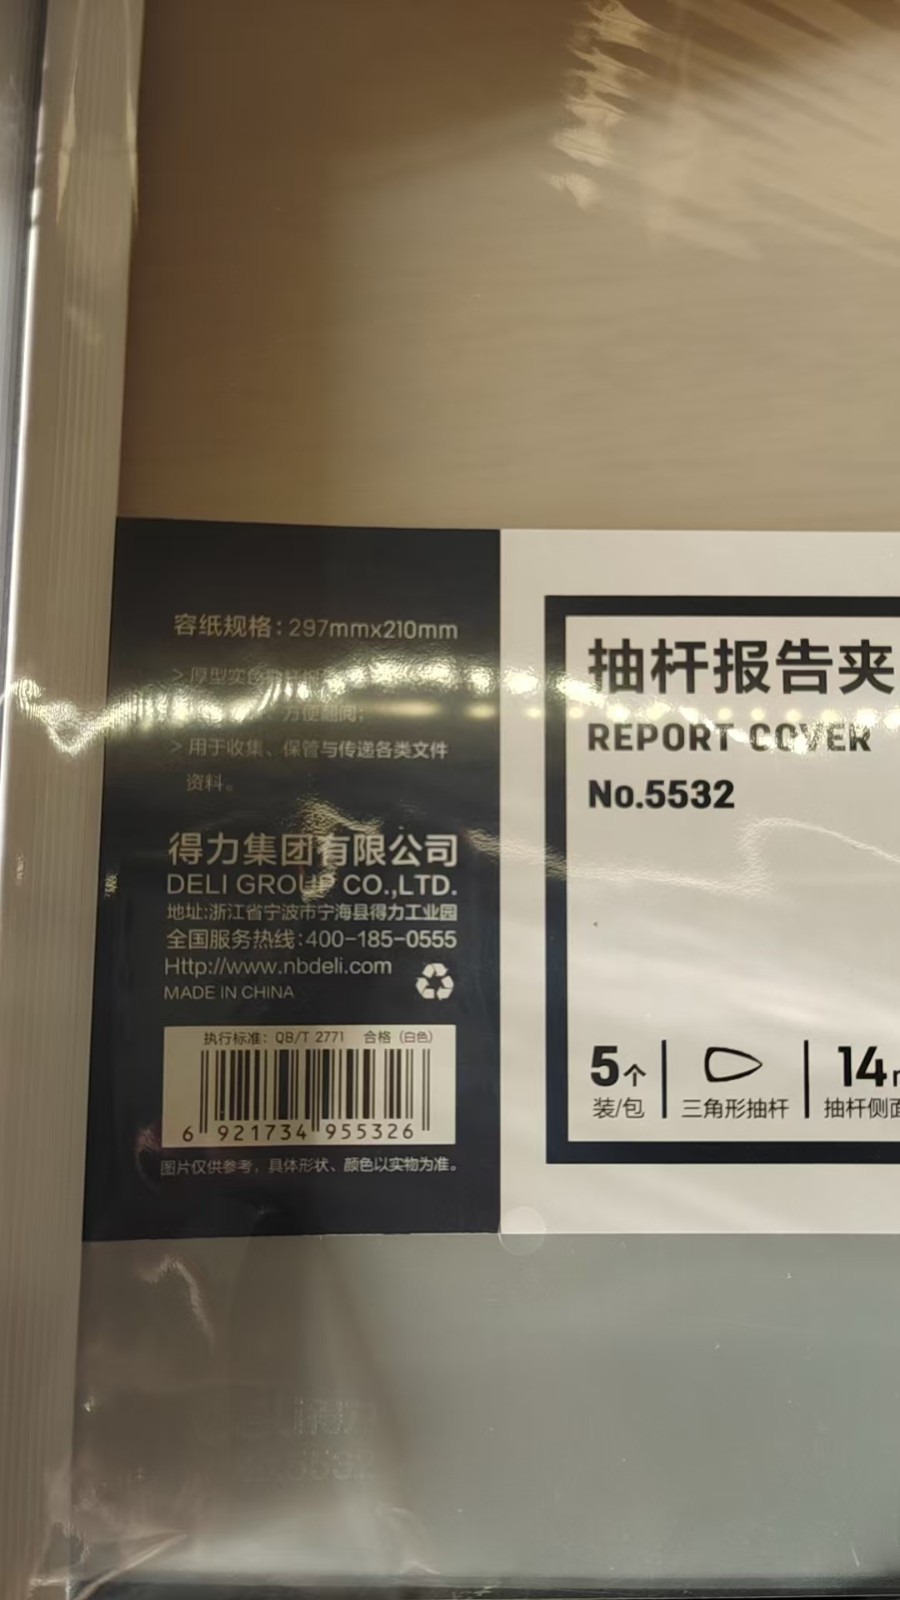 容纸规格：297mmx210mm
> 厚型实色
方便翻阅；
> 用于收集、保管与传递各类文件
资料。
得力集团有限公司
DELI GROUP CO.,LTD.
地址:浙江省宁波市宁海县得力工业园
全国服务热线:400-185-0555
Http://www.nbdeli.com
MADE IN CHINA
执行标准：QB/T 2771 合格（白色）
6 921734 955326
图片仅供参考，具体形状、颜色以实物为准。
抽杆报告夹
REPORT COVER
No.5532
5个
装/包
三角形抽杆
14
抽杆侧面